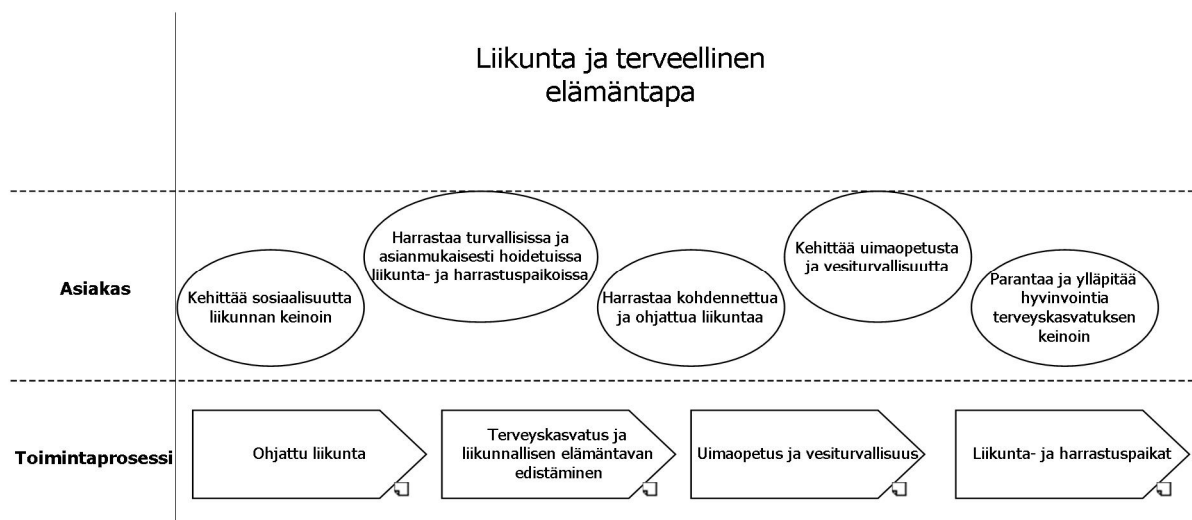 Liikunta ja terveellinen
elämäntapa
Asiakas
Kehittää sosiaalisuutta
liikunnan keinoin
Harrastaa turvallisissa ja
asianmukaisesti hoidetuissa
liikunta- ja harrastuspaikoissa
Harrastaa kohdennettua
ja ohjattua liikuntaa
Kehittää uimaopetusta
ja vesiturvallisuutta
Parantaa ja ylläpitää
hyvinvointia
terveyskasvatuksen
keinoin
Toimintaprosessi
Ohjattu liikunta
Terveyskasvatus ja
liikunnallisen elämäntavan
edistäminen
Uimaopetus ja vesiturvallisuus
Liikunta- ja harrastuspaikat